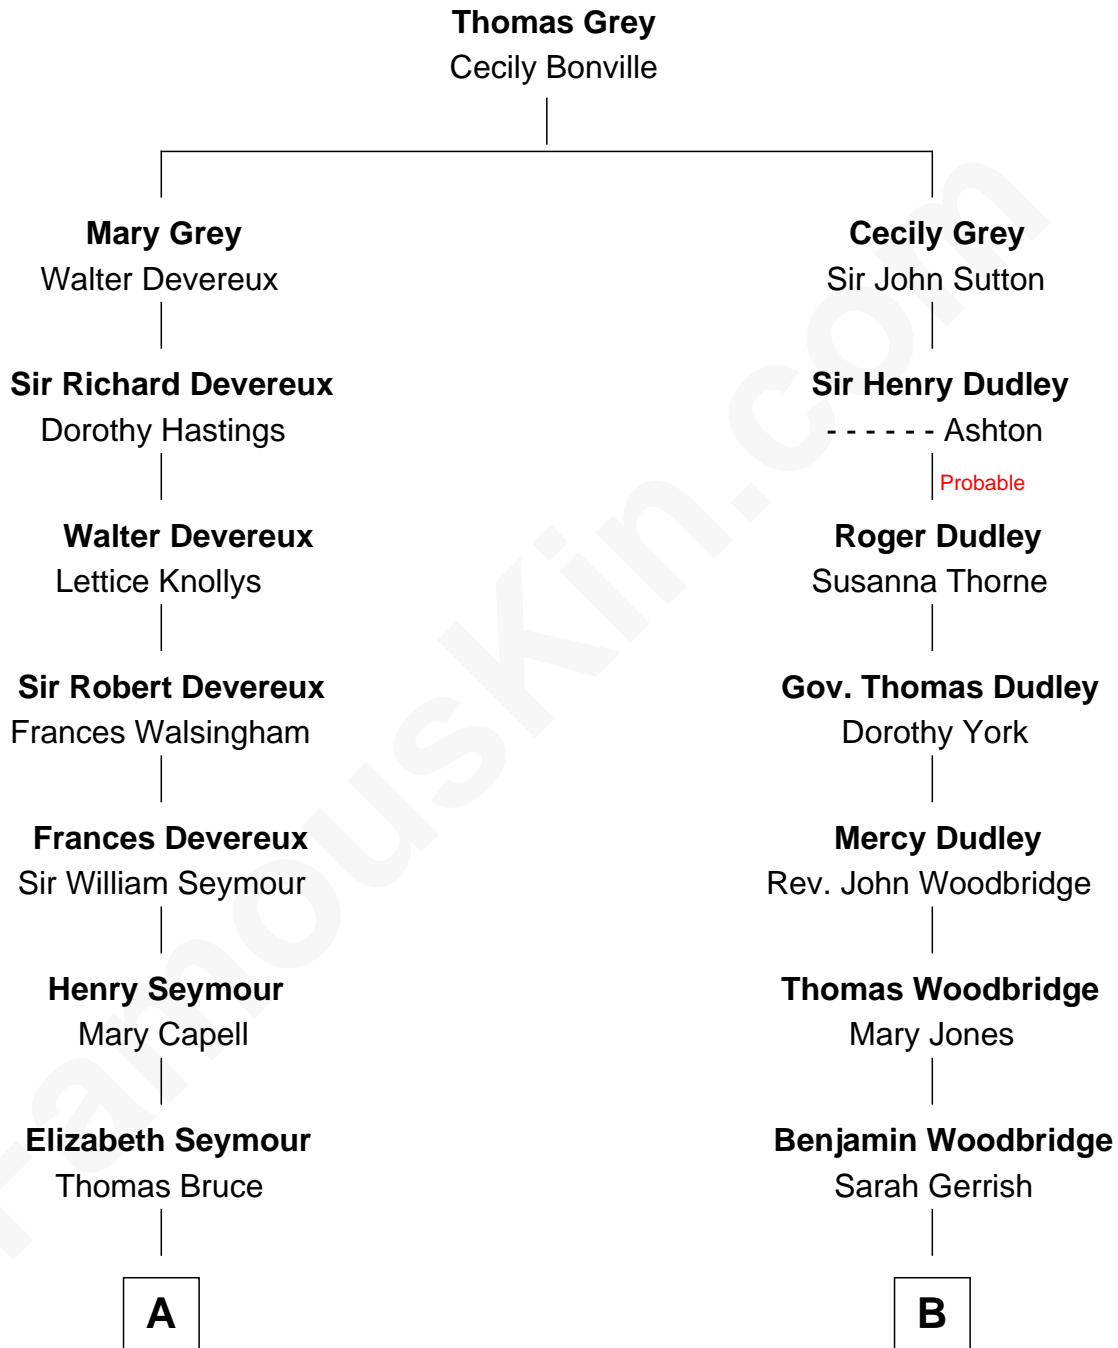 Thomas Grey
Cecily Bonville
Mary Grey
Walter Devereux
Cecily Grey
Sir John Sutton
Sir Richard Devereux
Dorothy Hastings
Sir Henry Dudley
- - - - - - Ashton
Probable
Walter Devereux
Lettice Knollys
Roger Dudley
Susanna Thorne
Sir Robert Devereux
Frances Walsingham
Gov. Thomas Dudley
Dorothy York
Frances Devereux
Sir William Seymour
Mercy Dudley
Rev. John Woodbridge
Henry Seymour
Mary Capell
Thomas Woodbridge
Mary Jones
Elizabeth Seymour
Thomas Bruce
Benjamin Woodbridge
Sarah Gerrish
A
B
FamousKin.com